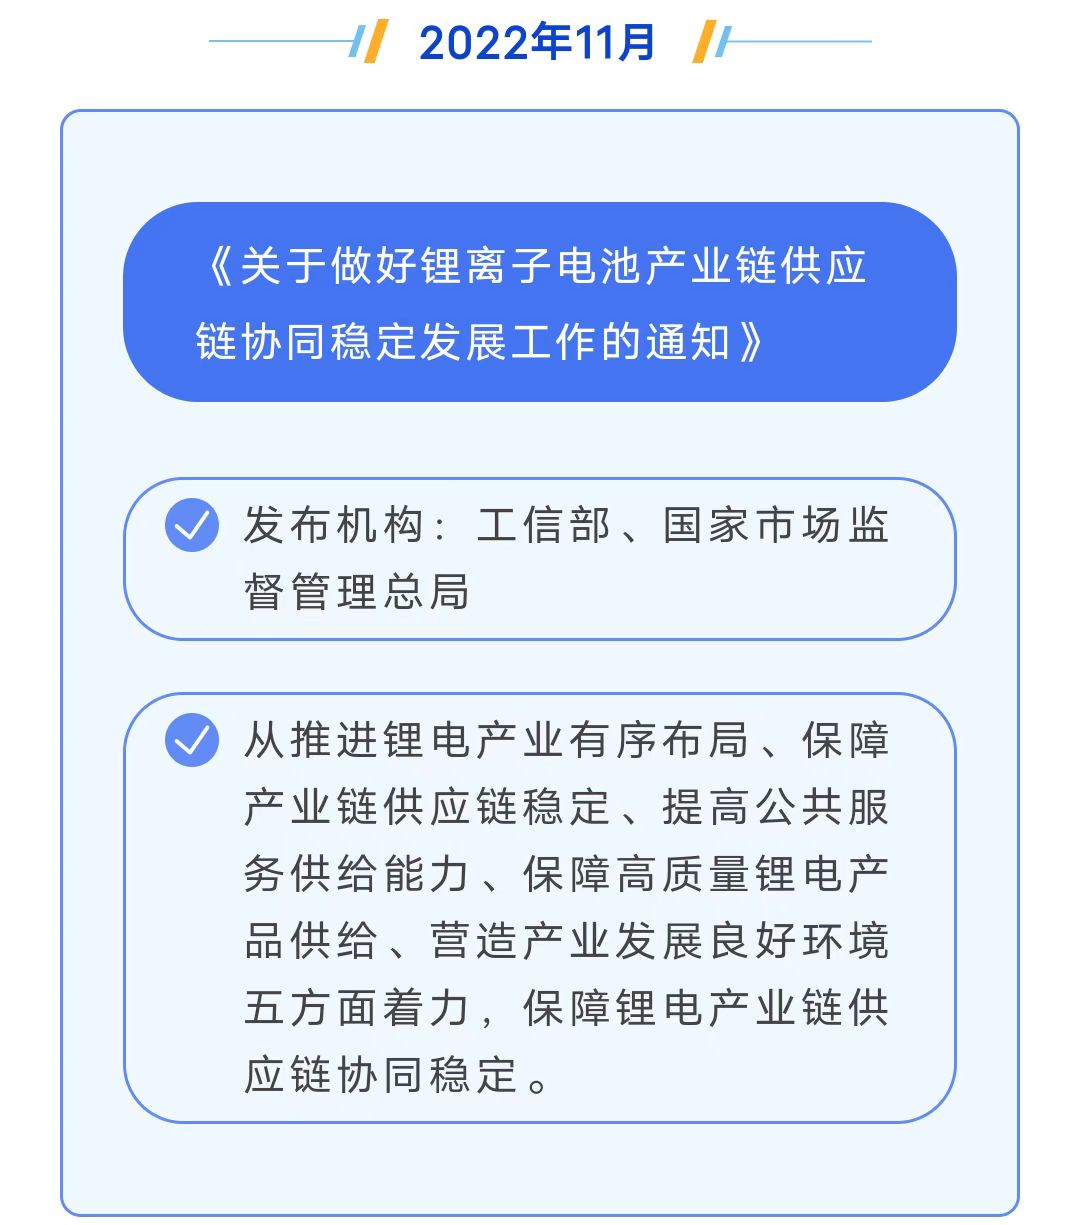 2022年11月
《关于做好锂离子电池产业链供应
链协同稳定发展工作的通知》
发布机构：工信部、国家市场监
督管理总局
从推进锂电产业有序布局、保障
产业链供应链稳定、提高公共服
务供给能力、保障高质量锂电产
品供给、营造产业发展良好环境
五方面着力，保障锂电产业链供
应链协同稳定。